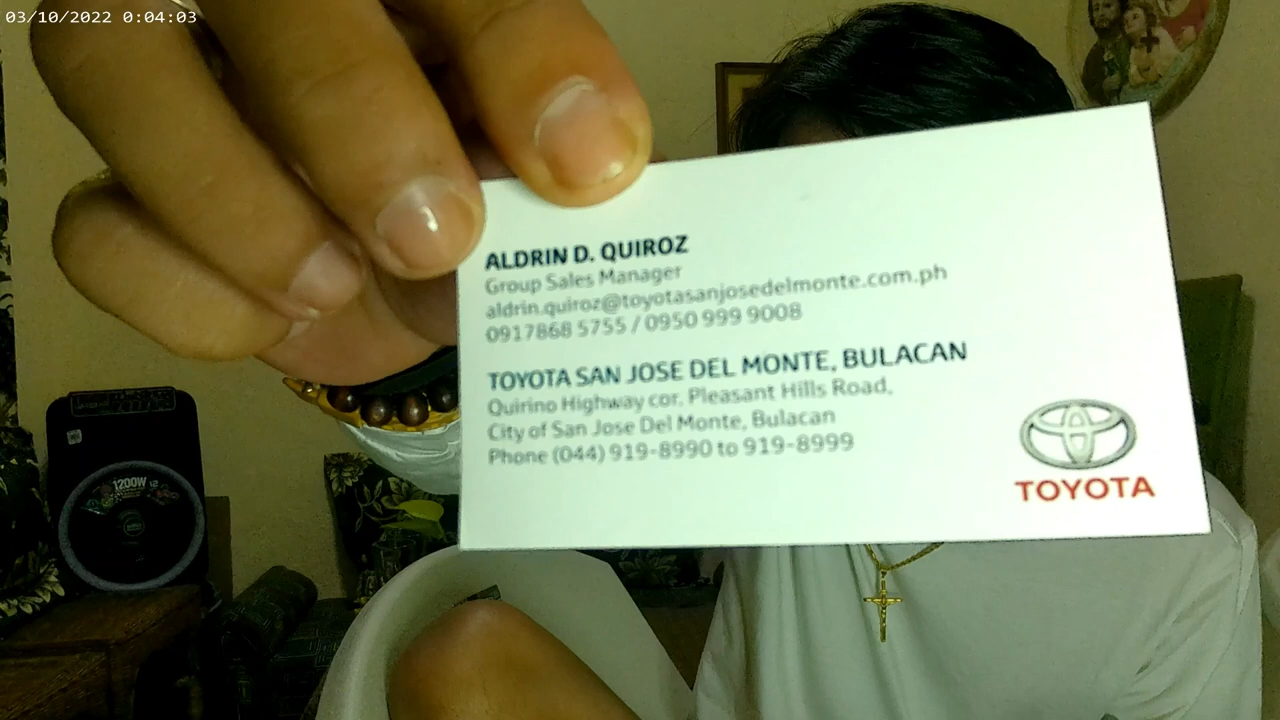 03/10/2022 0:04:03
ALDRIN D. QUIROZ
Group Sales Manager
aldrin.quiroz@toyotasanjosedelmonte.com.ph
0917868 5755 / 0950 999 9008
TOYOTA SAN JOSE DEL MONTE, BULACAN
Quirino Highway cor. Pleasant Hills Road,
City of San Jose Del Monte, Bulacan
Phone (044) 919-8990 to 919-8999
TOYOTA
1200W